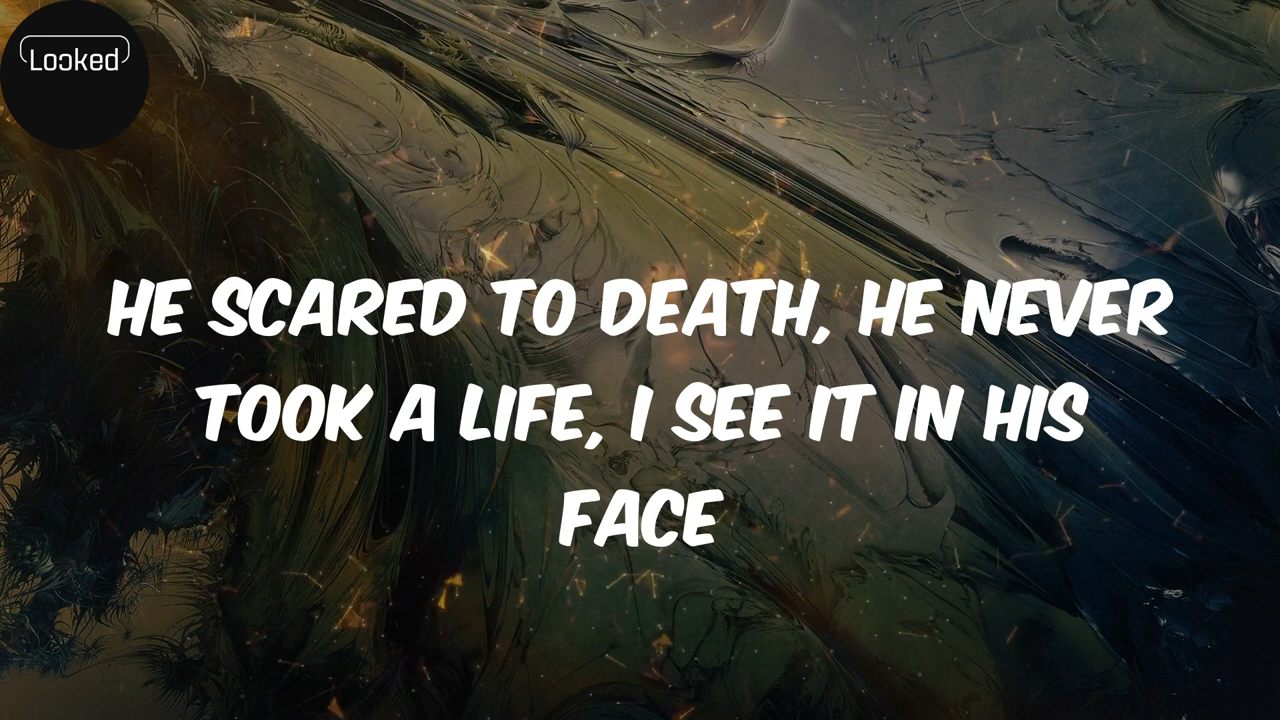 Looked
HE SCARED TO DEATH, HE NEVER
TOOK A LIFE, I SEE IT IN HIS
FACE